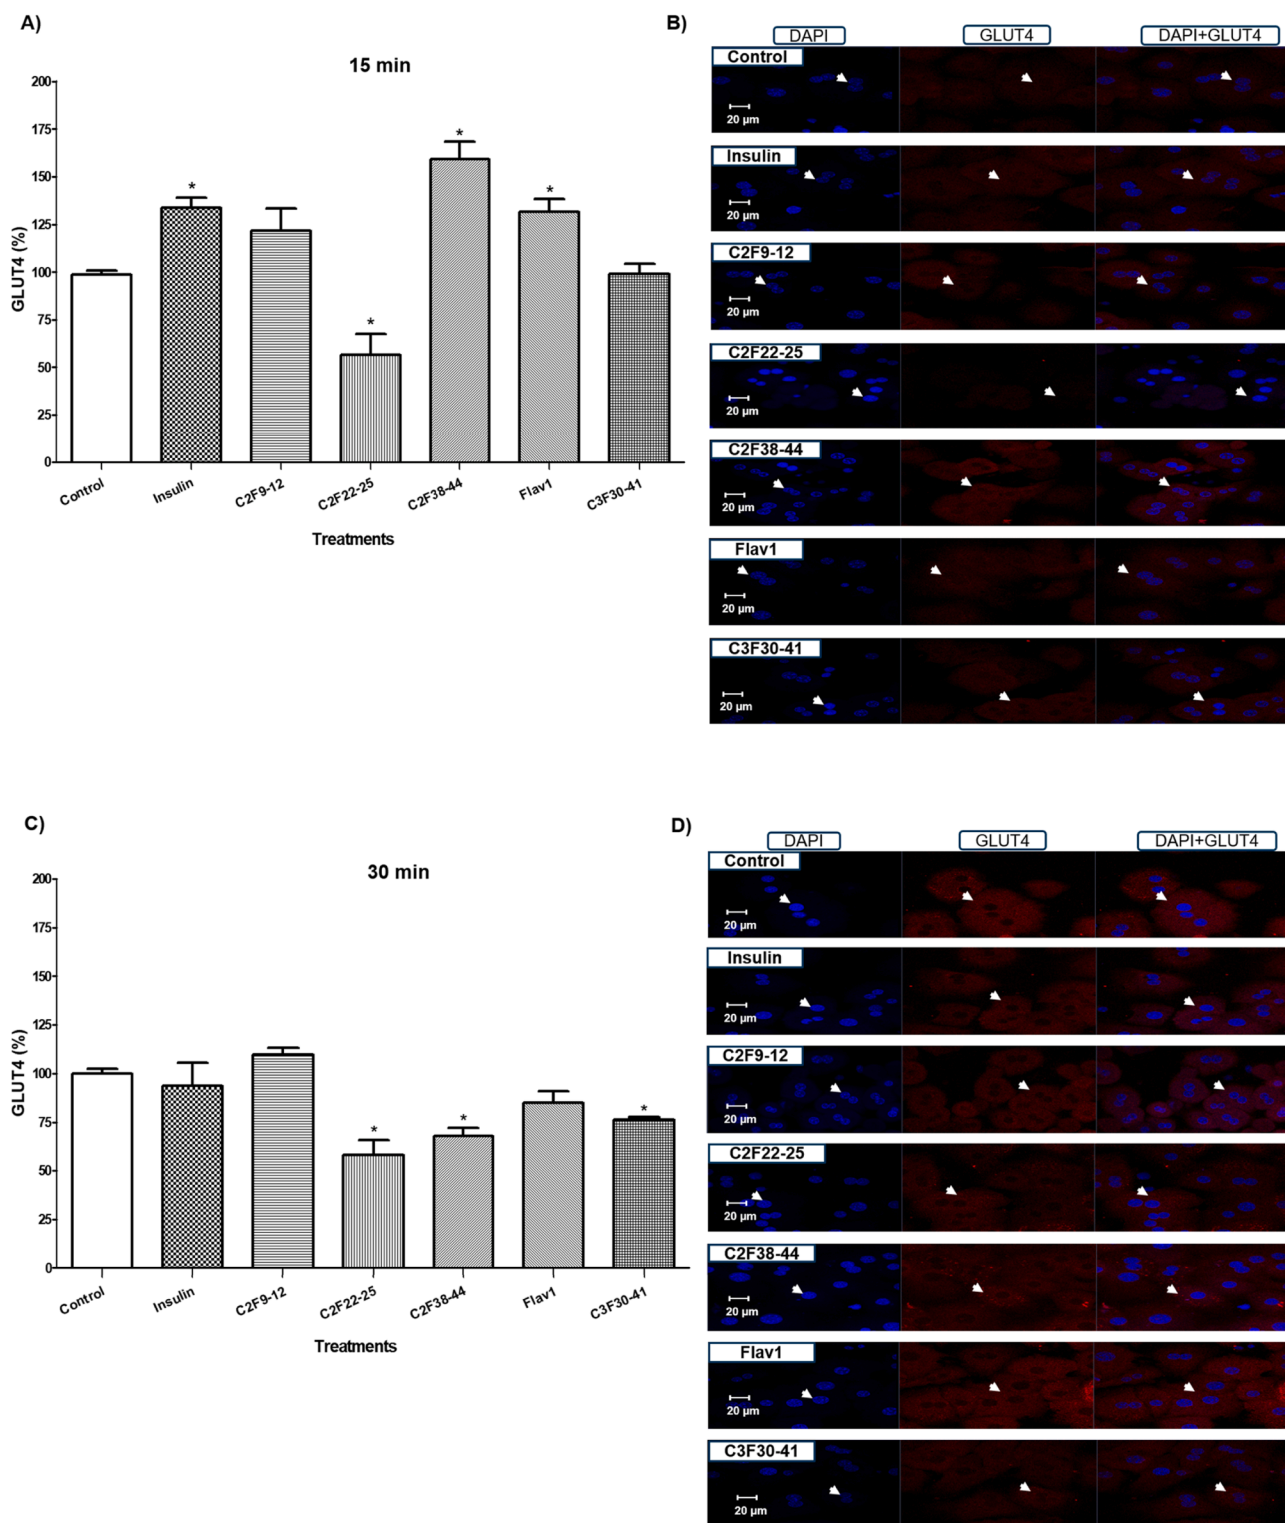 A)
15 min
GLUT4 (%)
200
175
150
125
100
75
50
25
0
* * * *
Control Insulin C2F9-12 C2F22-25 C2F38-44 Flav1 C3F30-41
Treatments
B)
DAPI GLUT4 DAPI+GLUT4
Control
20 µm
Insulin
20 µm
C2F9-12
20 µm
C2F22-25
20 µm
C2F38-44
20 µm
Flav1
20 µm
C3F30-41
20 µm
C)
30 min
GLUT4 (%)
200
175
150
125
100
75
50
25
0
* * *
Control Insulin C2F9-12 C2F22-25 C2F38-44 Flav1 C3F30-41
Treatments
D)
DAPI GLUT4 DAPI+GLUT4
Control
20 µm
Insulin
20 µm
C2F9-12
20 µm
C2F22-25
20 µm
C2F38-44
20 µm
Flav1
20 µm
C3F30-41
20 µm